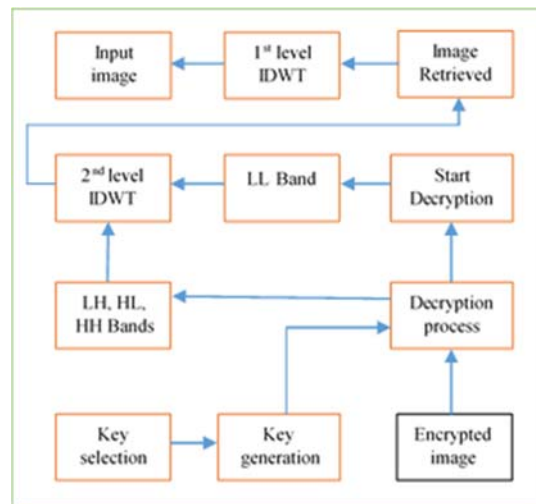 Input
image
1st level
IDWT
Image
Retrieved
2nd level
IDWT
LL Band
Start
Decryption
LH, HL,
HH Bands
Decryption
process
Key
selection
Key
generation
Encrypted
image